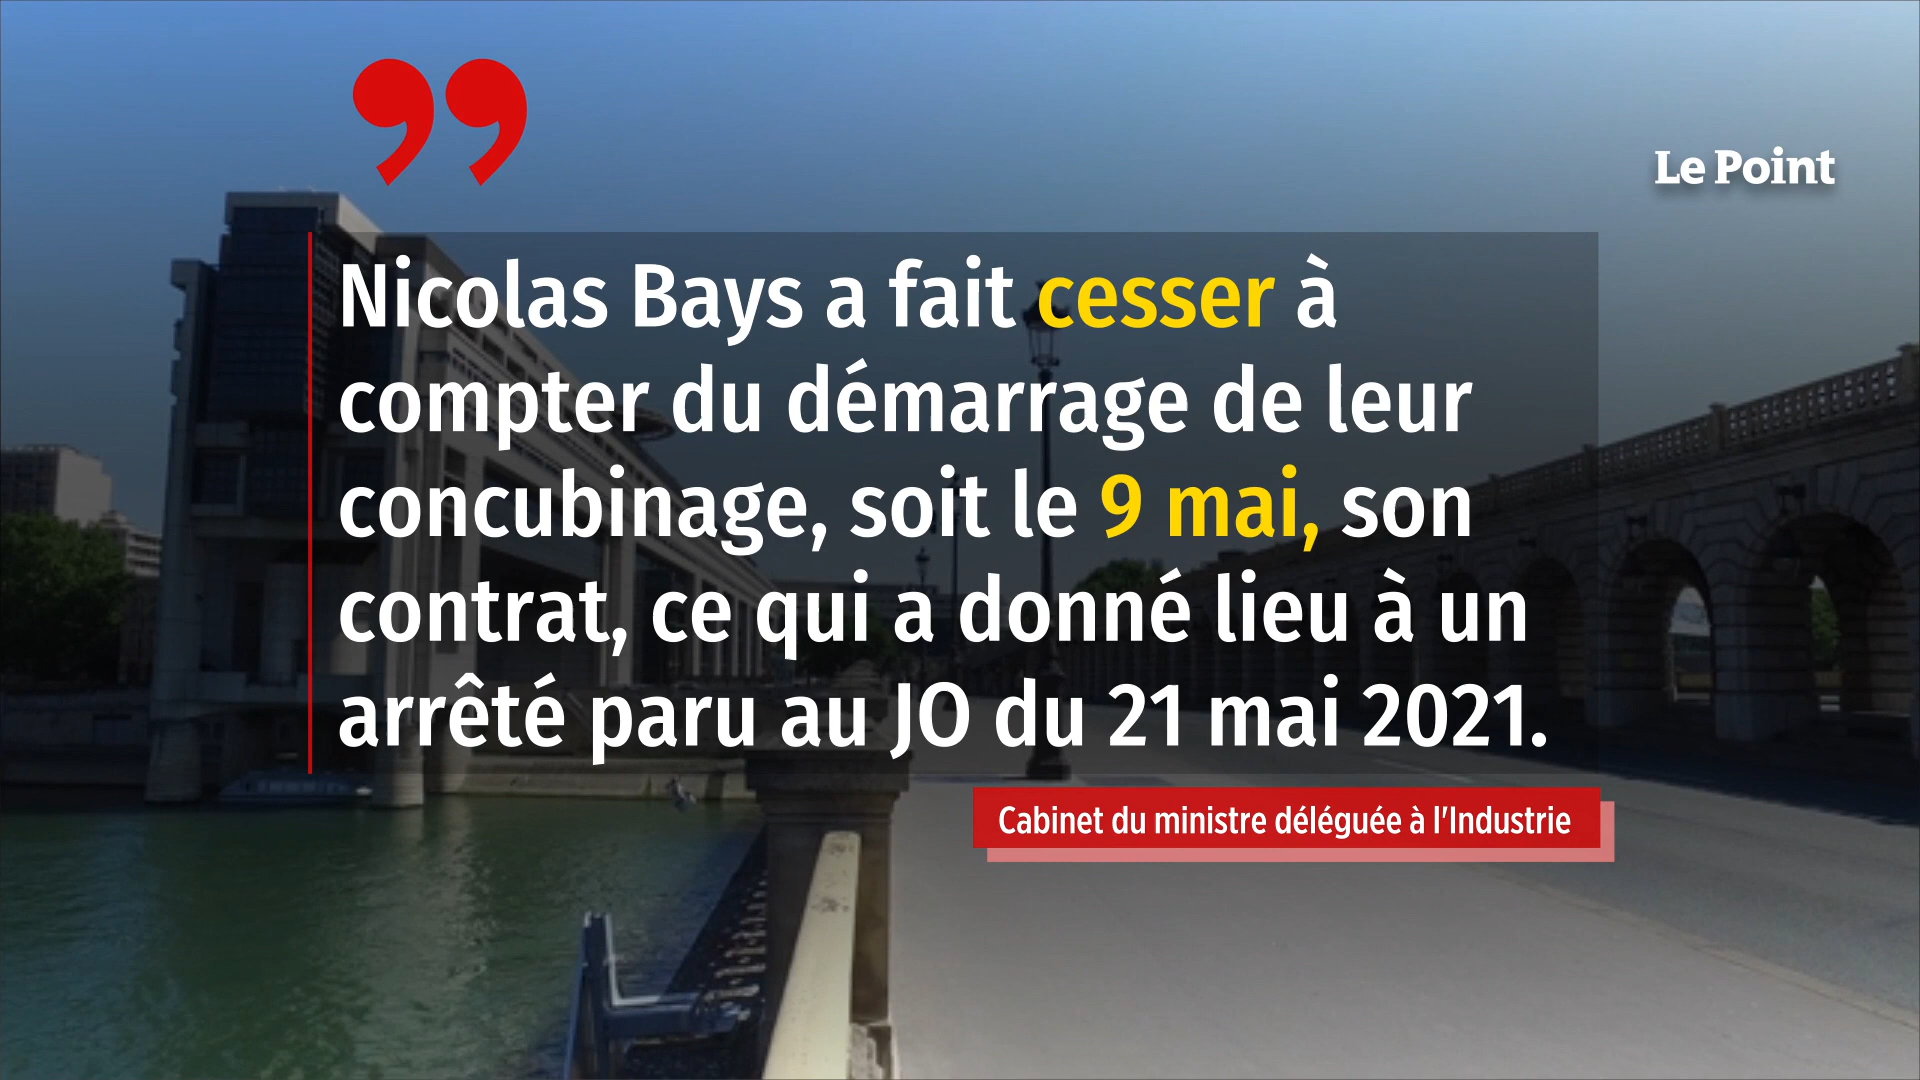 Le Point
Nicolas Bays a fait cesser à
compter du démarrage de leur
concubinage, soit le 9 mai, son
contrat, ce qui a donné lieu à un
arrêté paru au JO du 21 mai 2021.
Cabinet du ministre déléguée à l'Industrie